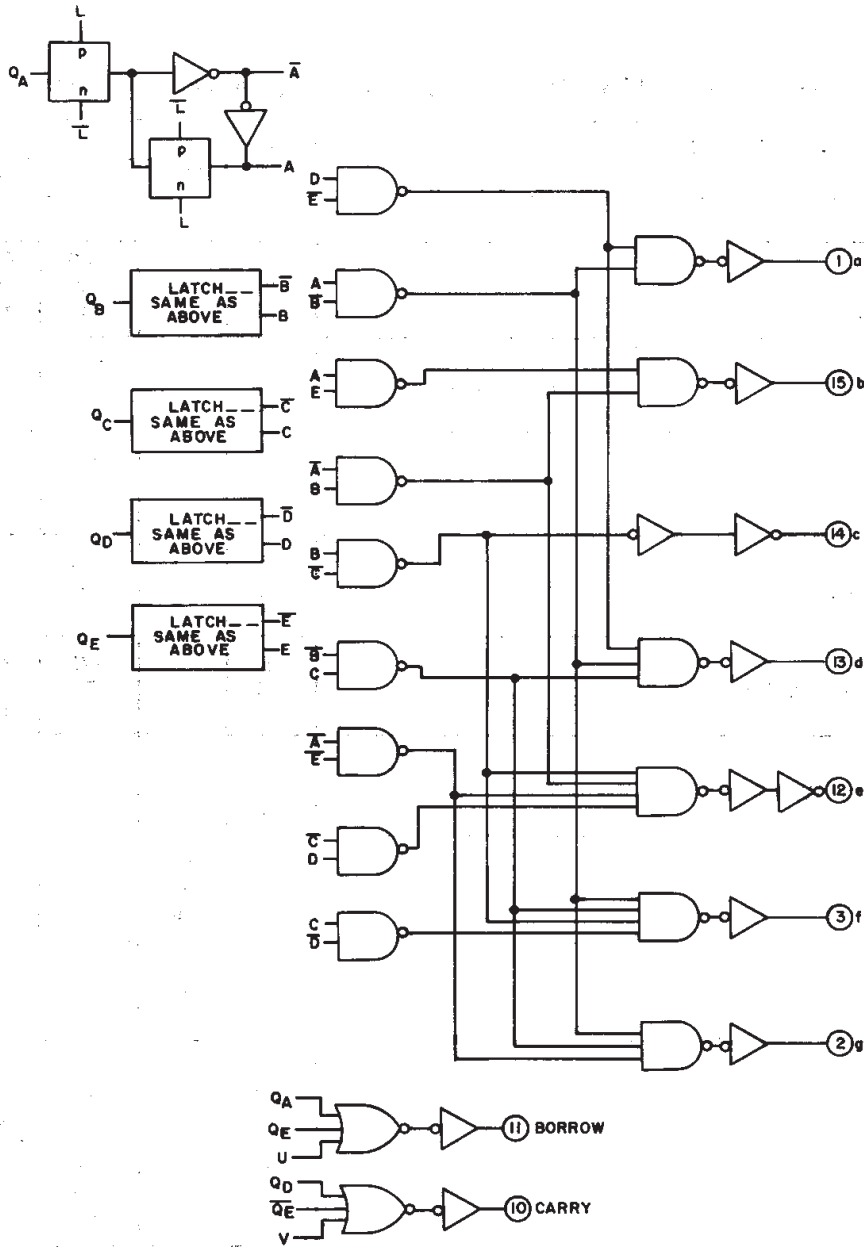 L
P
Q_A
n
L̅
A̅
L̅
P
A
n
L
D
E̅
1 a
Q_B
LATCH
SAME AS
ABOVE
B̅
B
A
B̅
A
E
15 b
Q_C
LATCH
SAME AS
ABOVE
C̅
C
A̅
B
Q_D
LATCH
SAME AS
ABOVE
D̅
D
B
C̅
14 c
Q_E
LATCH
SAME AS
ABOVE
E̅
E
B̅
C
13 d
A̅
E̅
12 e
C̅
D
C
D̅
3 f
2 g
Q_A
Q_E
U
11 BORROW
Q_D
Q̅_E̅
V
10 CARRY